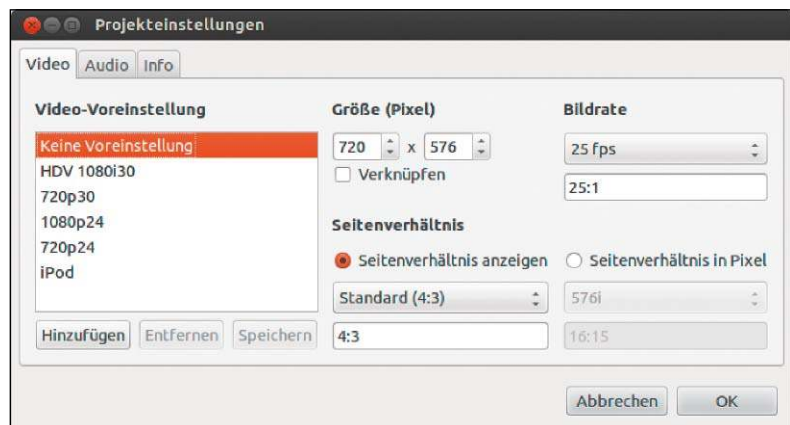 Projekteinstellungen
Video Audio Info
Video-Voreinstellung
Keine Voreinstellung
HDV 1080i30
720p30
1080p24
720p24
iPod
Hinzufügen Entfernen Speichern
Größe (Pixel)
720 x 576
Verknüpfen
Bildrate
25 fps
25:1
Seitenverhältnis
Seitenverhältnis anzeigen
Standard (4:3)
4:3
Seitenverhältnis in Pixel
576i
16:15
Abbrechen OK